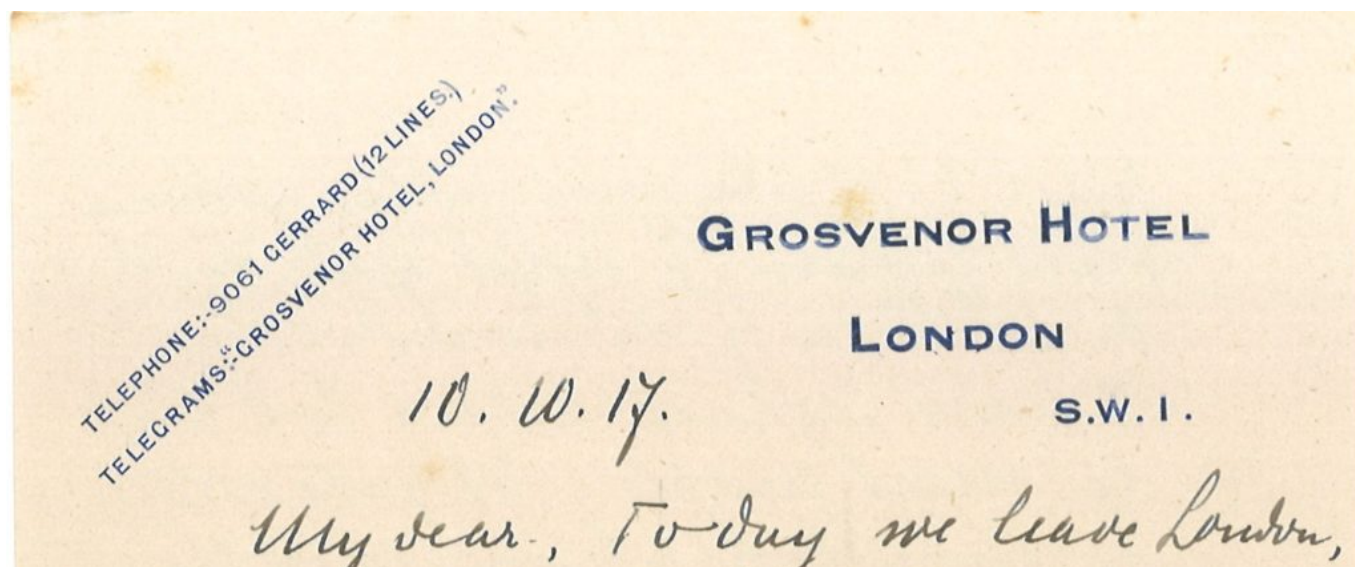 TELEPHONE:-9061 GERRARD (12 LINES.)
TELEGRAMS:-"GROSVENOR HOTEL, LONDON."
GROSVENOR HOTEL
LONDON
S.W.1.
10.10.17.
My dear, To day we leave London,